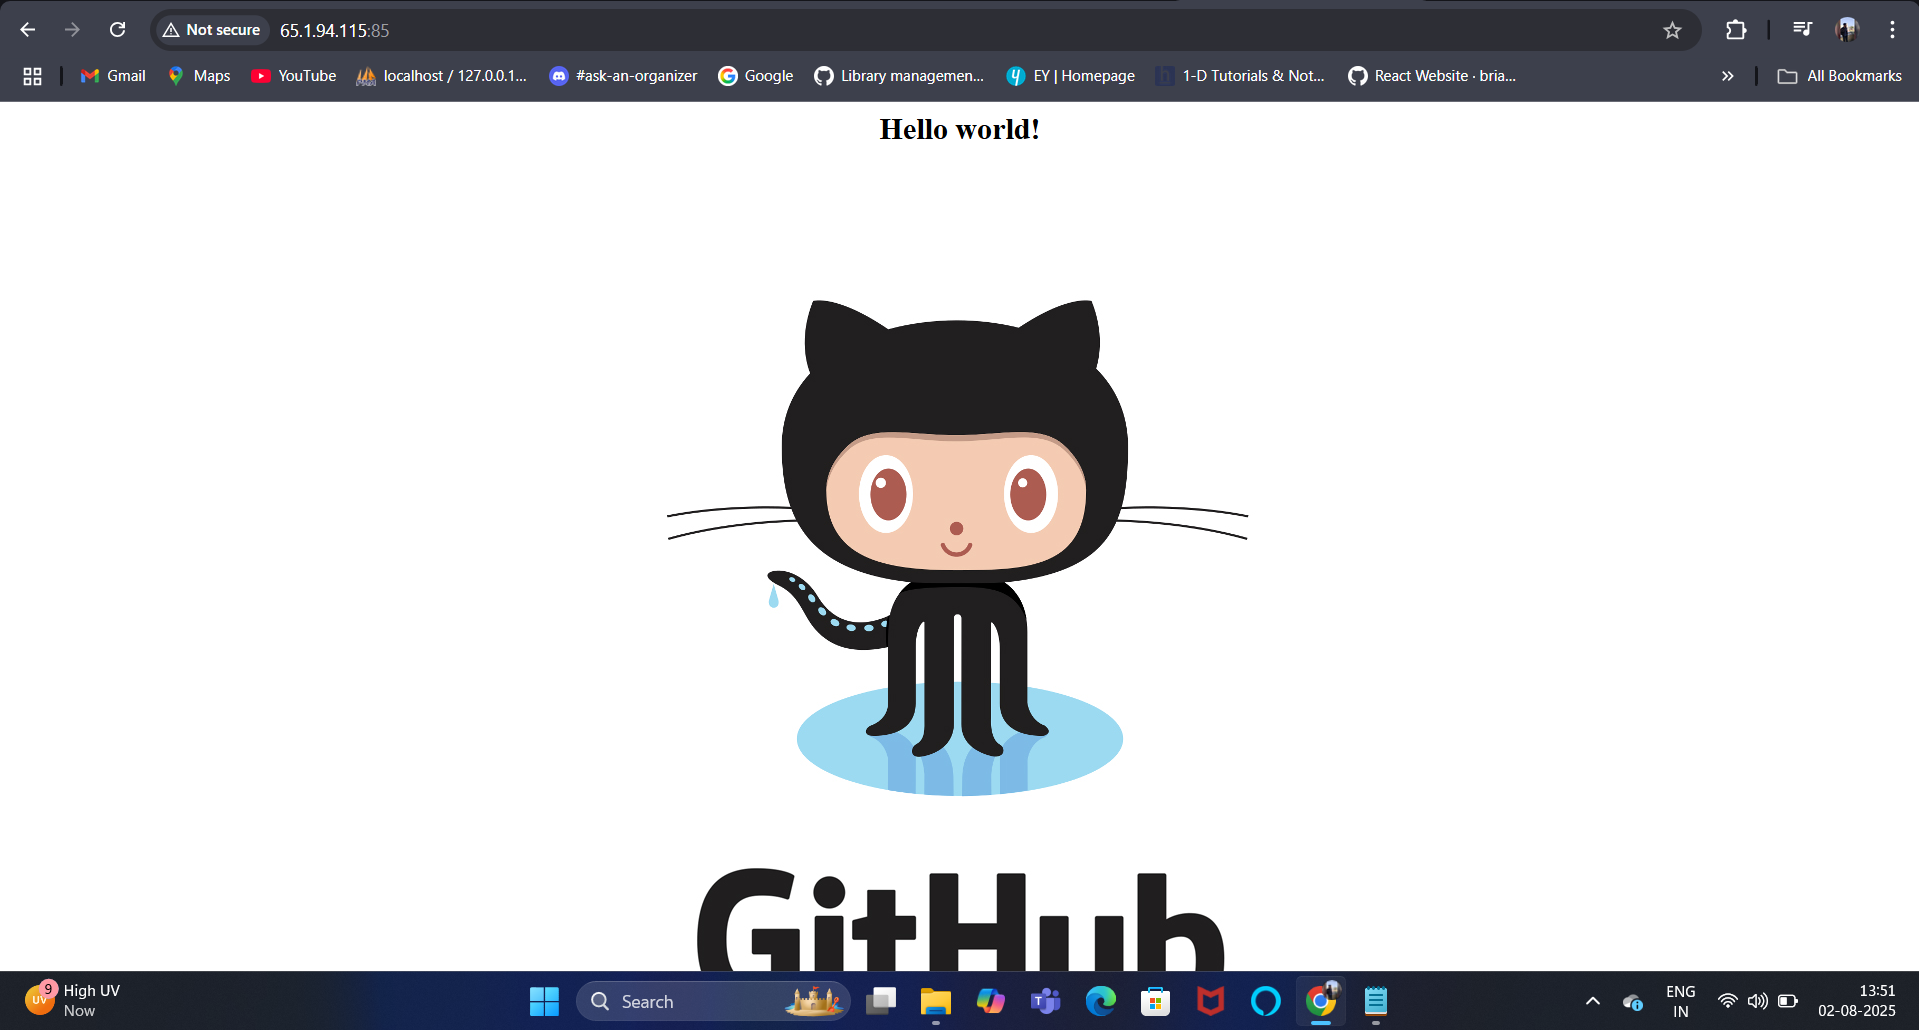 Not secure 65.1.94.115:85
Gmail Maps YouTube localhost / 127.0.0.1... #ask-an-organizer Google Library managemen... EY | Homepage 1-D Tutorials & Not... React Website · bria... » All Bookmarks
Hello world!
GitHub
9
UV
High UV
Now
Search
ENG
IN
13:51
02-08-2025